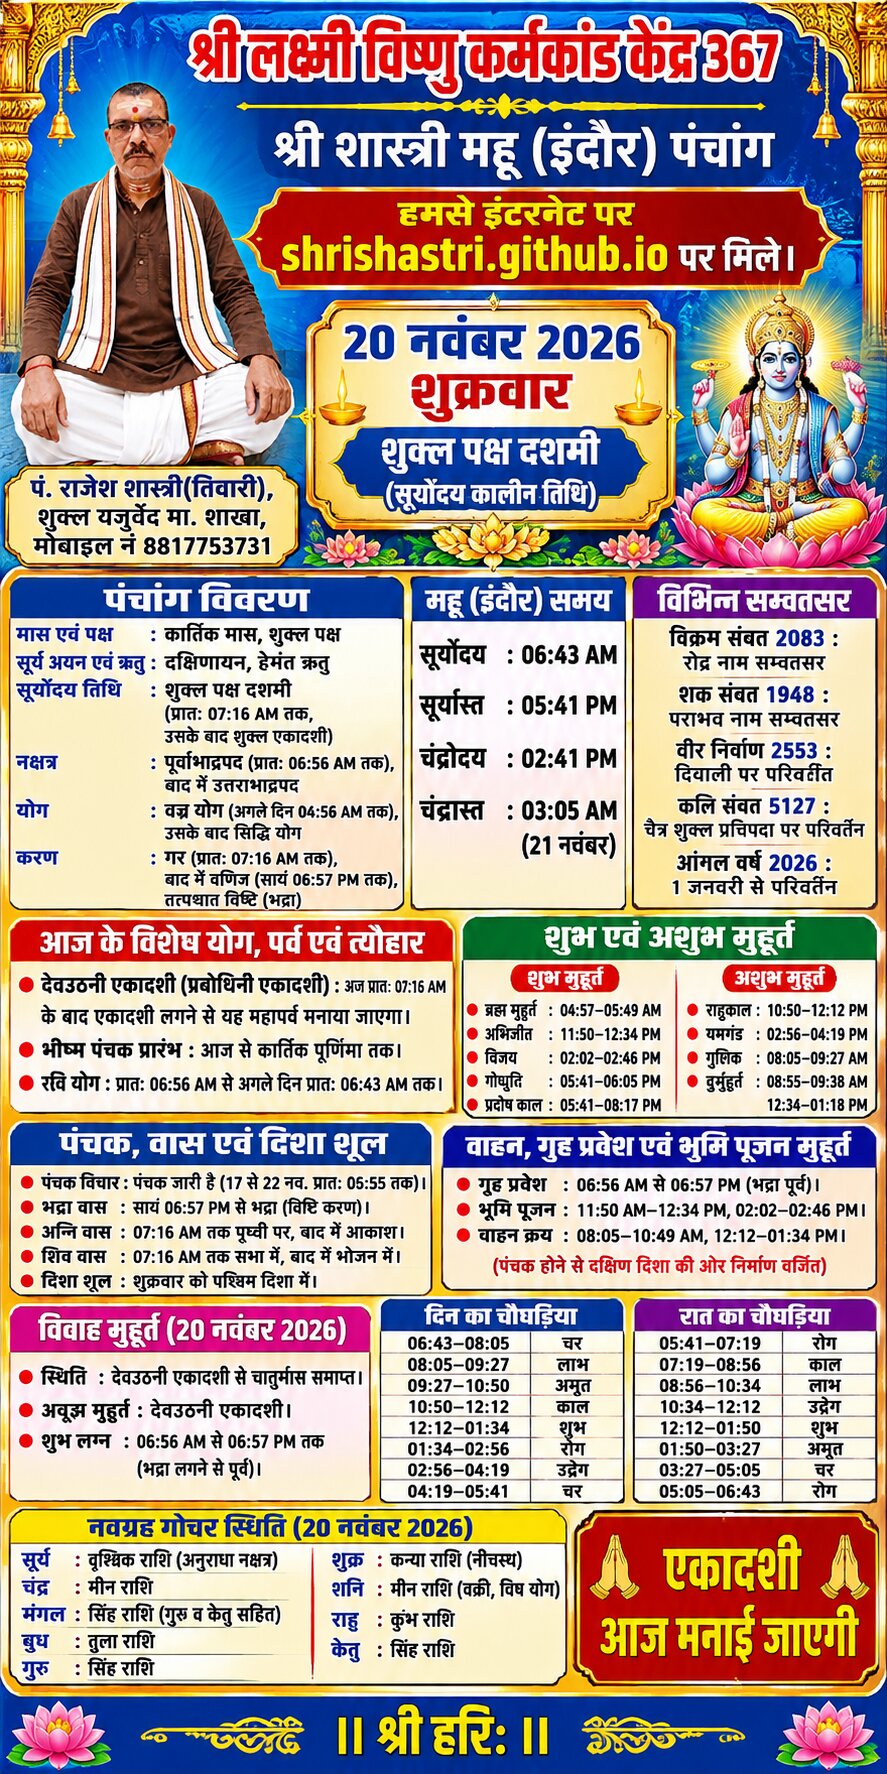 श्री लक्ष्मी विष्णु कर्मकांड केंद्र 367
श्री शास्त्री महू (इंदौर) पंचांग
हमसे इंटरनेट पर
shrishastri.github.io पर मिले।
20 नवंबर 2026
शुक्रवार
शुक्ल पक्ष दशमी
(सूर्योदय कालीन तिथि)
पं. राजेश शास्त्री(तिवारी),
शुक्ल यजुर्वेद मा. शाखा,
मोबाइल नं 8817753731
पंचांग विवरण
मास एवं पक्ष : कार्तिक मास, शुक्ल पक्ष
सूर्य अयन एवं ऋतु : दक्षिणायन, हेमंत ऋतु
सूर्योदय तिथि : शुक्ल पक्ष दशमी
(प्रात: 07:16 AM तक,
उसके बाद शुक्ल एकादशी)
नक्षत्र : पूर्वाभाद्रपद (प्रात: 06:56 AM तक),
बाद में उत्तराभाद्रपद
योग : वज्र योग (अगले दिन 04:56 AM तक),
उसके बाद सिद्धि योग
करण : गर (प्रात: 07:16 AM तक),
बाद में वणिज (सायं 06:57 PM तक),
तत्पश्चात विष्टि (भद्रा)
महू (इंदौर) समय
सूर्योदय : 06:43 AM
सूर्यास्त : 05:41 PM
चंद्रोदय : 02:41 PM
चंद्रास्त : 03:05 AM
(21 नवंबर)
विभिन्न सम्वतसर
विक्रम संबत 2083 :
रोद्र नाम सम्वतसर
शक संबत 1948 :
पराभव नाम सम्वतसर
वीर निर्वाण 2553 :
दियाली पर परिवर्तीत
कलि संवत 5127 :
चैत्र शुक्ल प्रचिपदा पर परिवर्तन
आंगल वर्ष 2026 :
1 जनवरी से परिवर्तन
आज के विशेष योग, पर्व एवं त्यौहार
देवउठनी एकादशी (प्रबोधिनी एकादशी) : अज प्रात: 07:16 AM
के बाद एकादशी लगने से यह महापर्व मनाया जाएगा।
भीष्म पंचक प्रारंभ : आज से कार्तिक पूर्णिमा तक।
रवि योग : प्रात: 06:56 AM से अगले दिन प्रात: 06:43 AM तक।
शुभ एवं अशुभ मुहूर्त
शुभ मुहूर्त
ब्रह्म मुहुर्त : 04:57–05:49 AM
अभिजीत : 11:50–12:34 PM
विजय : 02:02–02:46 PM
गोधुदि : 05:41–06:05 PM
प्रदोष काल : 05:41–08:17 PM
अशुभ मुहूर्त
राहुकाल : 10:50–12:12 PM
यमगंड : 02:56–04:19 PM
गुलिक : 08:05–09:27 AM
दुर्मुहूर्त : 08:55–09:38 AM
12:34–01:18 PM
पंचक, वास एवं दिशा शूल
पंचक विचार : पंचक जारी है (17 से 22 नव. प्रात: 05:55 तक)।
भद्रा वास : सायं 06:57 PM से भद्रा (विष्टि करण)।
अग्नि वास : 07:16 AM तक पृथ्वी पर, बाद में आकाश।
शिव वास : 07:16 AM तक सभा में, बाद में भोजन में।
दिशा शूल : शुक्रवार को पश्चिम दिशा में।
वाहन, गृह प्रवेश एवं भुमि पूजन मुहूर्त
गृह प्रवेश : 06:56 AM से 06:57 PM (भद्रा पूर्व)।
भूमि पूजन : 11:50 AM–12:34 PM, 02:02–02:46 PM।
वाहन क्रय : 08:05–10:49 AM, 12:12–01:34 PM।
(पंचक होने से दक्षिण दिशा की ओर निर्माण वर्जित)
विवाह मुहूर्त (20 नवंबर 2026)
स्थिति : देवउठनी एकादशी से चातुर्मास समाप्त।
अवूझ मुहूर्त : देवउठनी एकादशी।
शुभ लग्न : 06:56 AM से 06:57 PM तक
(भद्रा लगने से पूर्व)।
दिन का चौघड़िया
06:43–08:05 चर
08:05–09:27 लाभ
09:27–10:50 अमृत
10:50–12:12 काल
12:12–01:34 शुभ
01:34–02:56 रोग
02:56–04:19 उद्रेग
04:19–05:41 चर
रात का चौघड़िया
05:41–07:19 रोग
07:19–08:56 काल
08:56–10:34 लाभ
10:34–12:12 उद्रेग
12:12–01:50 शुभ
01:50–03:27 अमृत
03:27–05:05 चर
05:05–06:43 रोग
नवग्रह गोचर स्थिति (20 नवंबर 2026)
सूर्य : वृश्चिक राशि (अनुराधा नक्षत्र)
चंद्र : मीन राशि
मंगल : सिंह राशि (गुरु व केतु सहित)
बुध : तुला राशि
गुरु : सिंह राशि
शुक्र : कन्या राशि (नीचस्थ)
शनि : मीन राशि (वक्री, विष योग)
राहु : कुंभ राशि
केतु : सिंह राशि
एकादशी
आज मनाई जाएगी
॥ श्री हरि: ॥